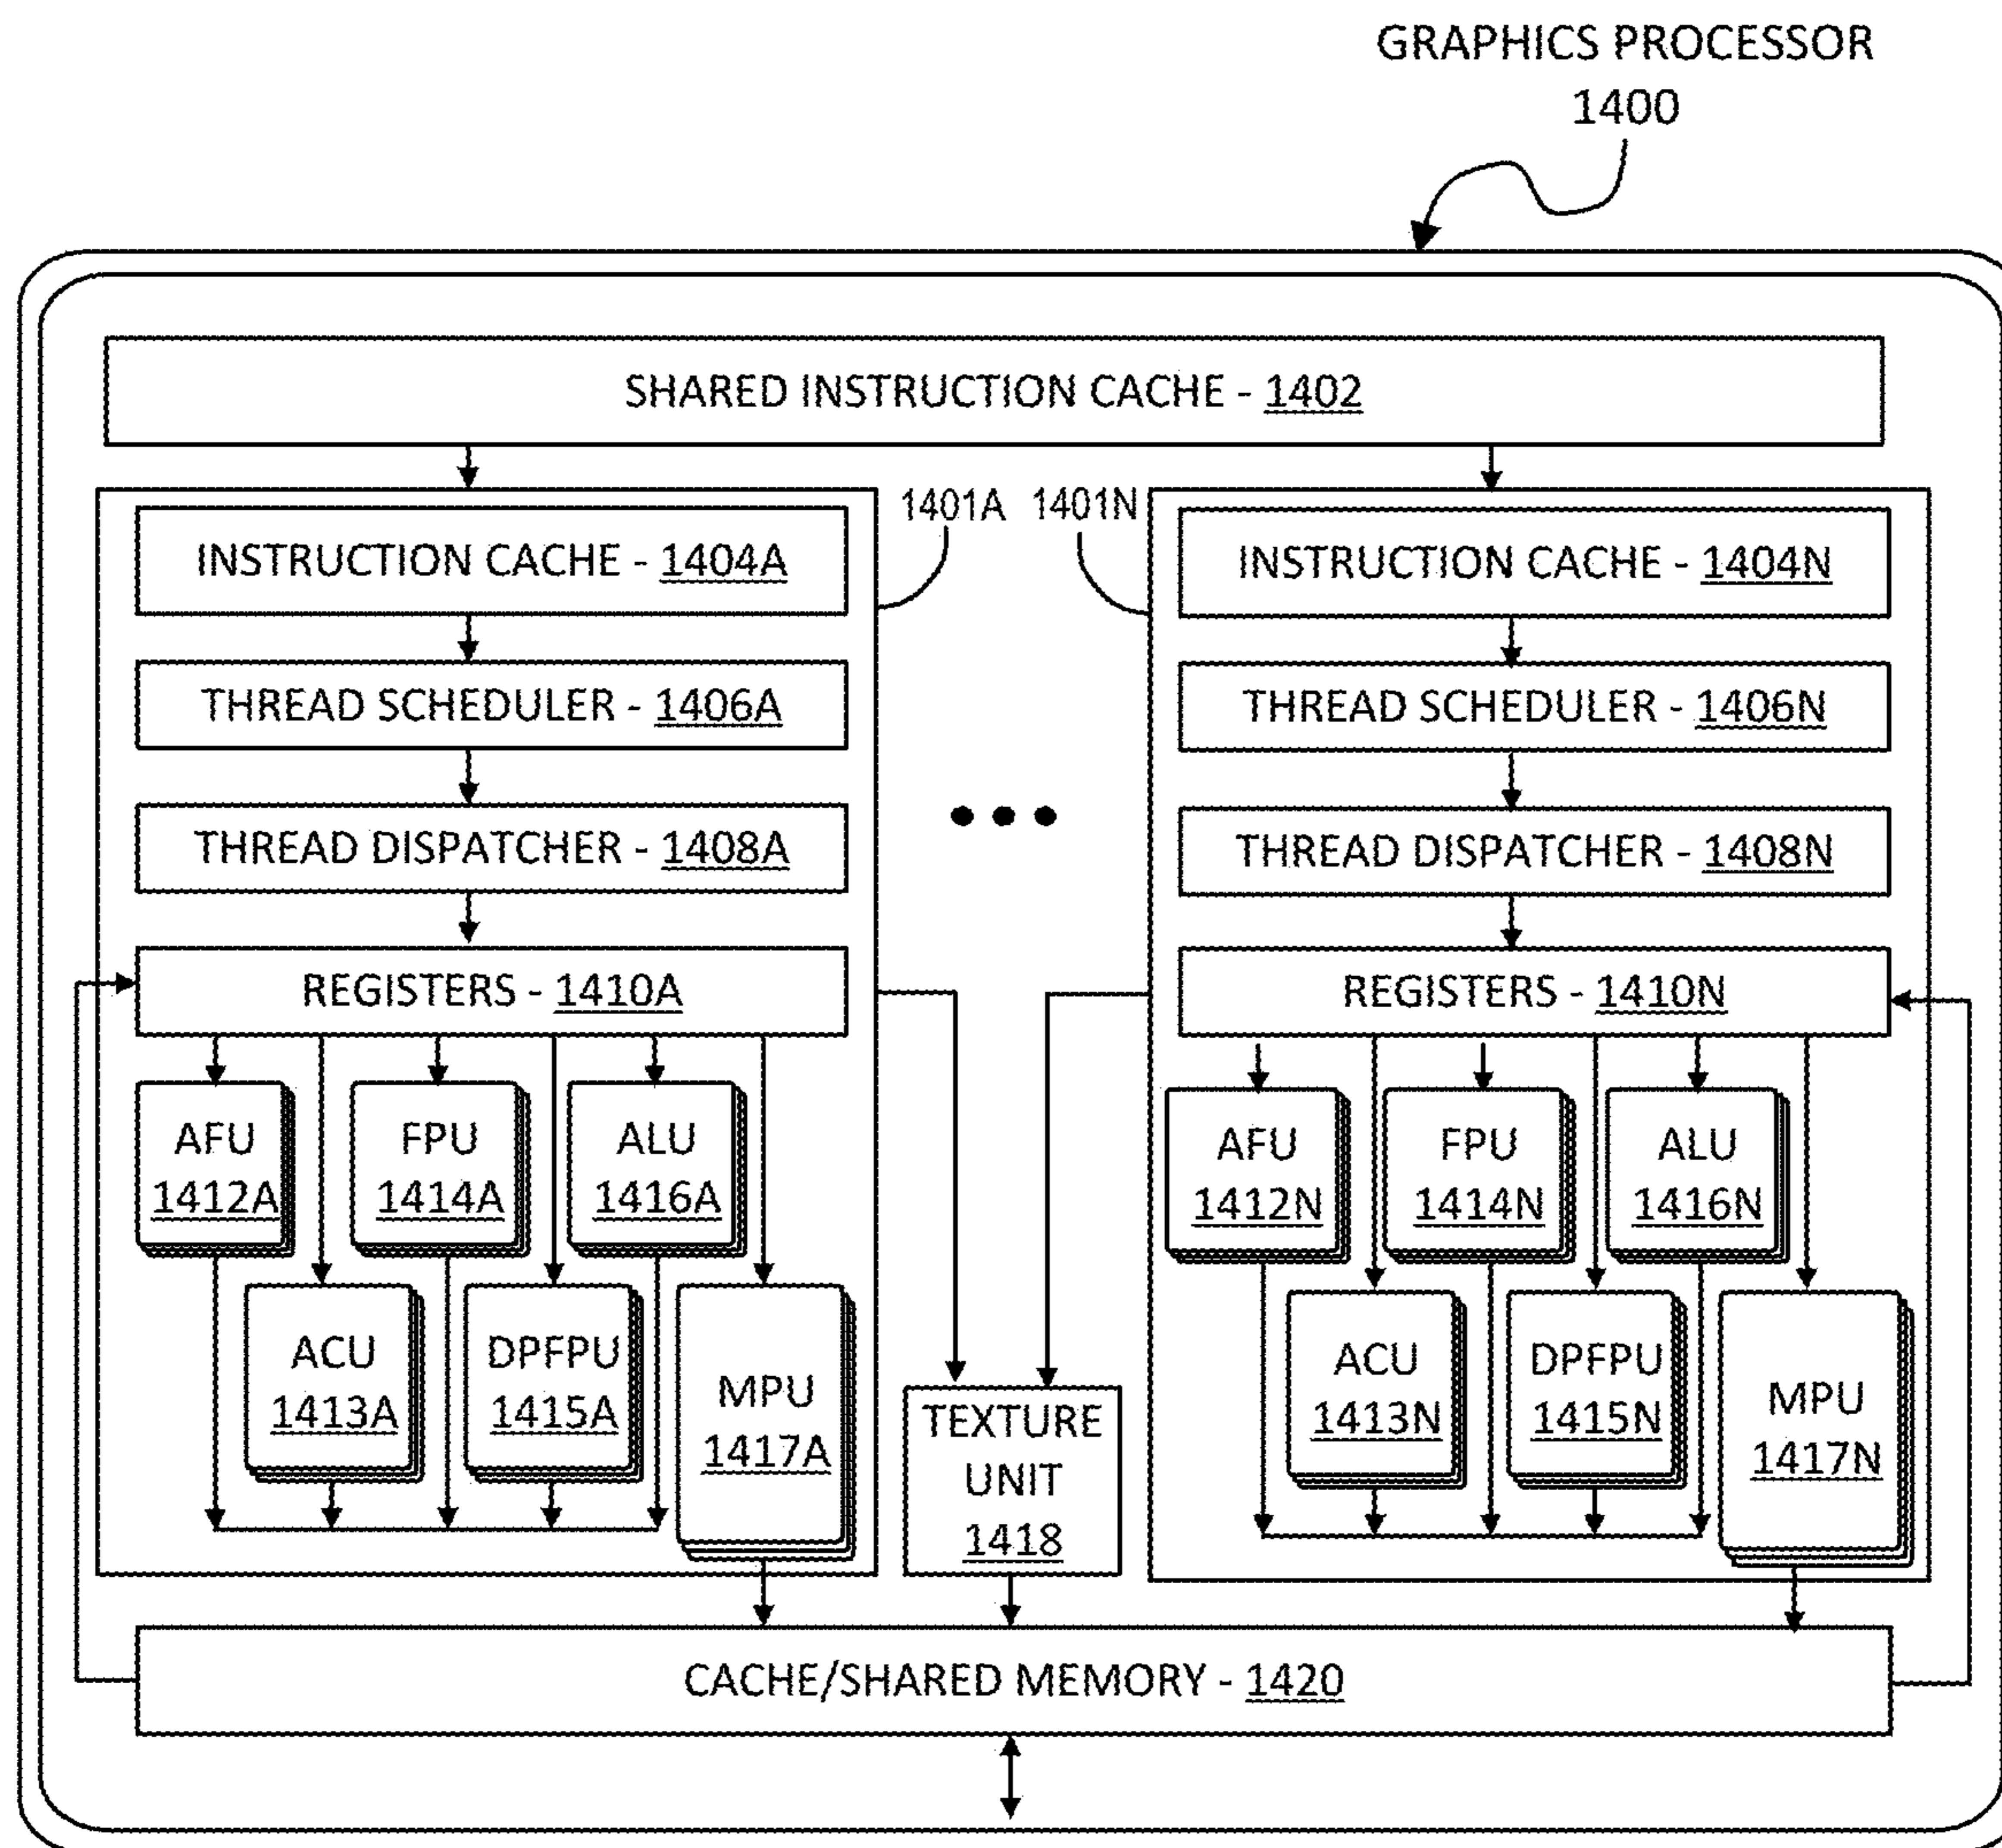 GRAPHICS PROCESSOR
1400
SHARED INSTRUCTION CACHE - 1402
1401A
1401N
INSTRUCTION CACHE - 1404A
THREAD SCHEDULER - 1406A
THREAD DISPATCHER - 1408A
REGISTERS - 1410A
AFU
1412A
FPU
1414A
ALU
1416A
ACU
1413A
DPFPU
1415A
MPU
1417A
TEXTURE
UNIT
1418
INSTRUCTION CACHE - 1404N
THREAD SCHEDULER - 1406N
THREAD DISPATCHER - 1408N
REGISTERS - 1410N
AFU
1412N
FPU
1414N
ALU
1416N
ACU
1413N
DPFPU
1415N
MPU
1417N
CACHE/SHARED MEMORY - 1420